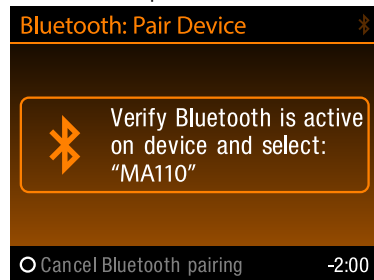 Bluetooth: Pair Device
Verify Bluetooth is active
on device and select:
“MA110”
Cancel Bluetooth pairing -2:00